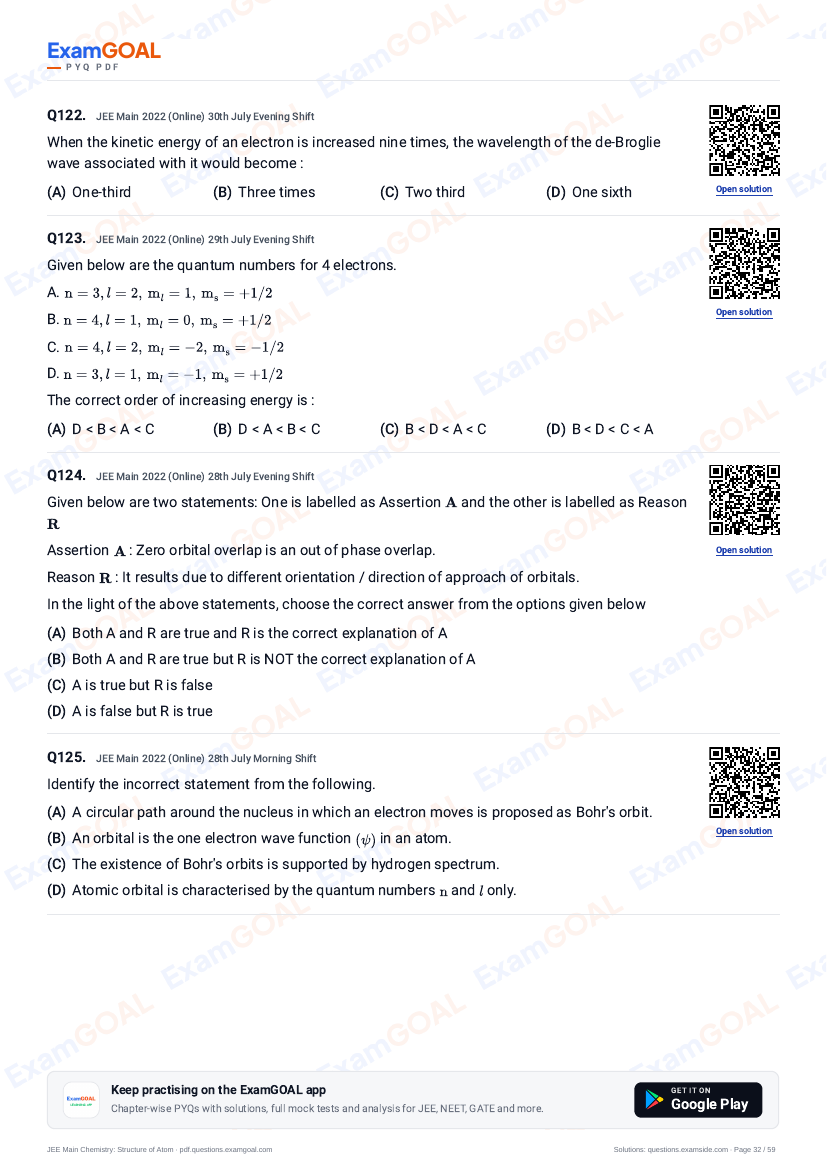 ExamGOAL
PYQ PDF
Q122. JEE Main 2022 (Online) 30th July Evening Shift
When the kinetic energy of an electron is increased nine times, the wavelength of the de-Broglie
wave associated with it would become :
(A) One-third (B) Three times (C) Two third (D) One sixth
Open solution
Q123. JEE Main 2022 (Online) 29th July Evening Shift
Given below are the quantum numbers for 4 electrons.
A. n = 3, l = 2, mₗ = 1, mₛ = +1/2
B. n = 4, l = 1, mₗ = 0, mₛ = +1/2
C. n = 4, l = 2, mₗ = −2, mₛ = −1/2
D. n = 3, l = 1, mₗ = −1, mₛ = +1/2
The correct order of increasing energy is :
(A) D < B < A < C (B) D < A < B < C (C) B < D < A < C (D) B < D < C < A
Open solution
Q124. JEE Main 2022 (Online) 28th July Evening Shift
Given below are two statements: One is labelled as Assertion A and the other is labelled as Reason
R
Assertion A : Zero orbital overlap is an out of phase overlap.
Reason R : It results due to different orientation / direction of approach of orbitals.
In the light of the above statements, choose the correct answer from the options given below
(A) Both A and R are true and R is the correct explanation of A
(B) Both A and R are true but R is NOT the correct explanation of A
(C) A is true but R is false
(D) A is false but R is true
Open solution
Q125. JEE Main 2022 (Online) 28th July Morning Shift
Identify the incorrect statement from the following.
(A) A circular path around the nucleus in which an electron moves is proposed as Bohr's orbit.
(B) An orbital is the one electron wave function (ψ) in an atom.
(C) The existence of Bohr's orbits is supported by hydrogen spectrum.
(D) Atomic orbital is characterised by the quantum numbers n and l only.
Open solution
ExamGOAL
Keep practising on the ExamGOAL app
Chapter-wise PYQs with solutions, full mock tests and analysis for JEE, NEET, GATE and more.
GET IT ON
Google Play
JEE Main Chemistry: Structure of Atom · pdf.questions.examgoal.com
Solutions: questions.examside.com · Page 32 / 59